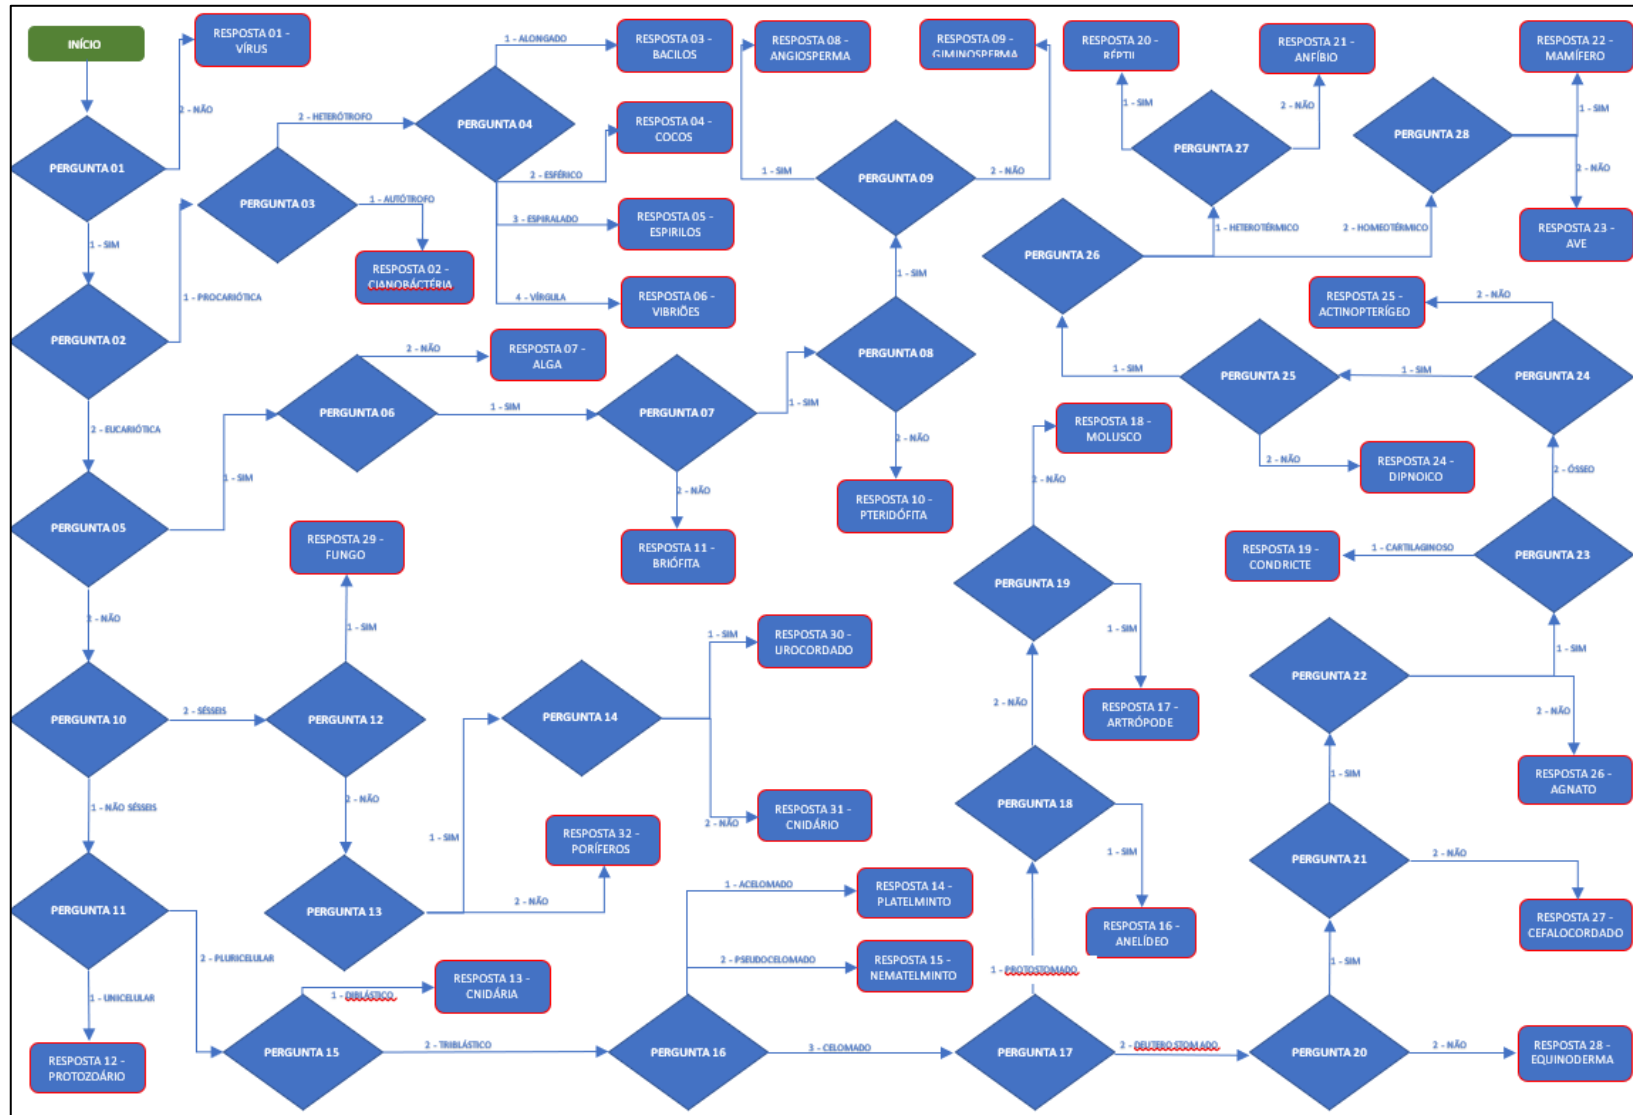 INÍCIO
RESPOSTA 01 -
VÍRUS
2 - NÃO
PERGUNTA 01
1 - SIM
PERGUNTA 02
1 - PROCARIÓTICA
2 - HETERÓTROFO
PERGUNTA 03
1 - AUTÓTROFO
RESPOSTA 02 -
CIANOBACTÉRIA
PERGUNTA 04
1 - ALONGADO
RESPOSTA 03 -
BACILOS
2 - ESFÉRICO
RESPOSTA 04 -
COCOS
3 - ESPIRALADO
RESPOSTA 05 -
ESPIRILOS
4 - VÍRGULA
RESPOSTA 06 -
VIBRIÕES
2 - EUCARIÓTICA
PERGUNTA 05
1 - SIM
PERGUNTA 06
2 - NÃO
RESPOSTA 07 -
ALGA
1 - SIM
PERGUNTA 07
2 - NÃO
RESPOSTA 11 -
BRIÓFITA
1 - SIM
PERGUNTA 08
2 - NÃO
RESPOSTA 10 -
PTERIDÓFITA
1 - SIM
PERGUNTA 09
1 - SIM
RESPOSTA 08 -
ANGIOSPERMA
2 - NÃO
RESPOSTA 09 -
GIMINOSPERMA
2 - NÃO
PERGUNTA 10
2 - SÉSSEIS
PERGUNTA 12
1 - SIM
RESPOSTA 29 -
FUNGO
2 - NÃO
PERGUNTA 13
1 - SIM
2 - NÃO
RESPOSTA 32 -
PORÍFEROS
PERGUNTA 14
1 - SIM
RESPOSTA 30 -
UROCORDADO
2 - NÃO
RESPOSTA 31 -
CNIDÁRIO
1 - NÃO SÉSSEIS
PERGUNTA 11
1 - UNICELULAR
RESPOSTA 12 -
PROTOZOÁRIO
2 - PLURICELULAR
PERGUNTA 15
1 - DIBLÁSTICO
RESPOSTA 13 -
CNIDÁRIA
2 - TRIBLÁSTICO
PERGUNTA 16
1 - ACELOMADO
RESPOSTA 14 -
PLATELMINTO
2 - PSEUDOCELOMADO
RESPOSTA 15 -
NEMATELMINTO
3 - CELOMADO
PERGUNTA 17
1 - PROTOSTOMADO
PERGUNTA 18
1 - SIM
RESPOSTA 16 -
ANELÍDEO
2 - NÃO
PERGUNTA 19
1 - SIM
RESPOSTA 17 -
ARTRÓPODE
2 - NÃO
RESPOSTA 18 -
MOLUSCO
2 - DEUTEROSTOMADO
PERGUNTA 20
2 - NÃO
RESPOSTA 28 -
EQUINODERMA
1 - SIM
PERGUNTA 21
2 - NÃO
RESPOSTA 27 -
CEFALOCORDADO
1 - SIM
PERGUNTA 22
2 - NÃO
RESPOSTA 26 -
AGNATO
1 - SIM
PERGUNTA 23
1 - CARTILAGINOSO
RESPOSTA 19 -
CONDRICTE
2 - ÓSSEO
PERGUNTA 24
2 - NÃO
RESPOSTA 25 -
ACTINOPTERÍGEO
1 - SIM
PERGUNTA 25
2 - NÃO
RESPOSTA 24 -
DIPNOICO
1 - SIM
PERGUNTA 26
1 - HETEROTÉRMICO
PERGUNTA 27
1 - SIM
RESPOSTA 20 -
RÉPTIL
2 - NÃO
RESPOSTA 21 -
ANFÍBIO
2 - HOMEOTÉRMICO
PERGUNTA 28
1 - SIM
RESPOSTA 22 -
MAMÍFERO
2 - NÃO
RESPOSTA 23 -
AVE